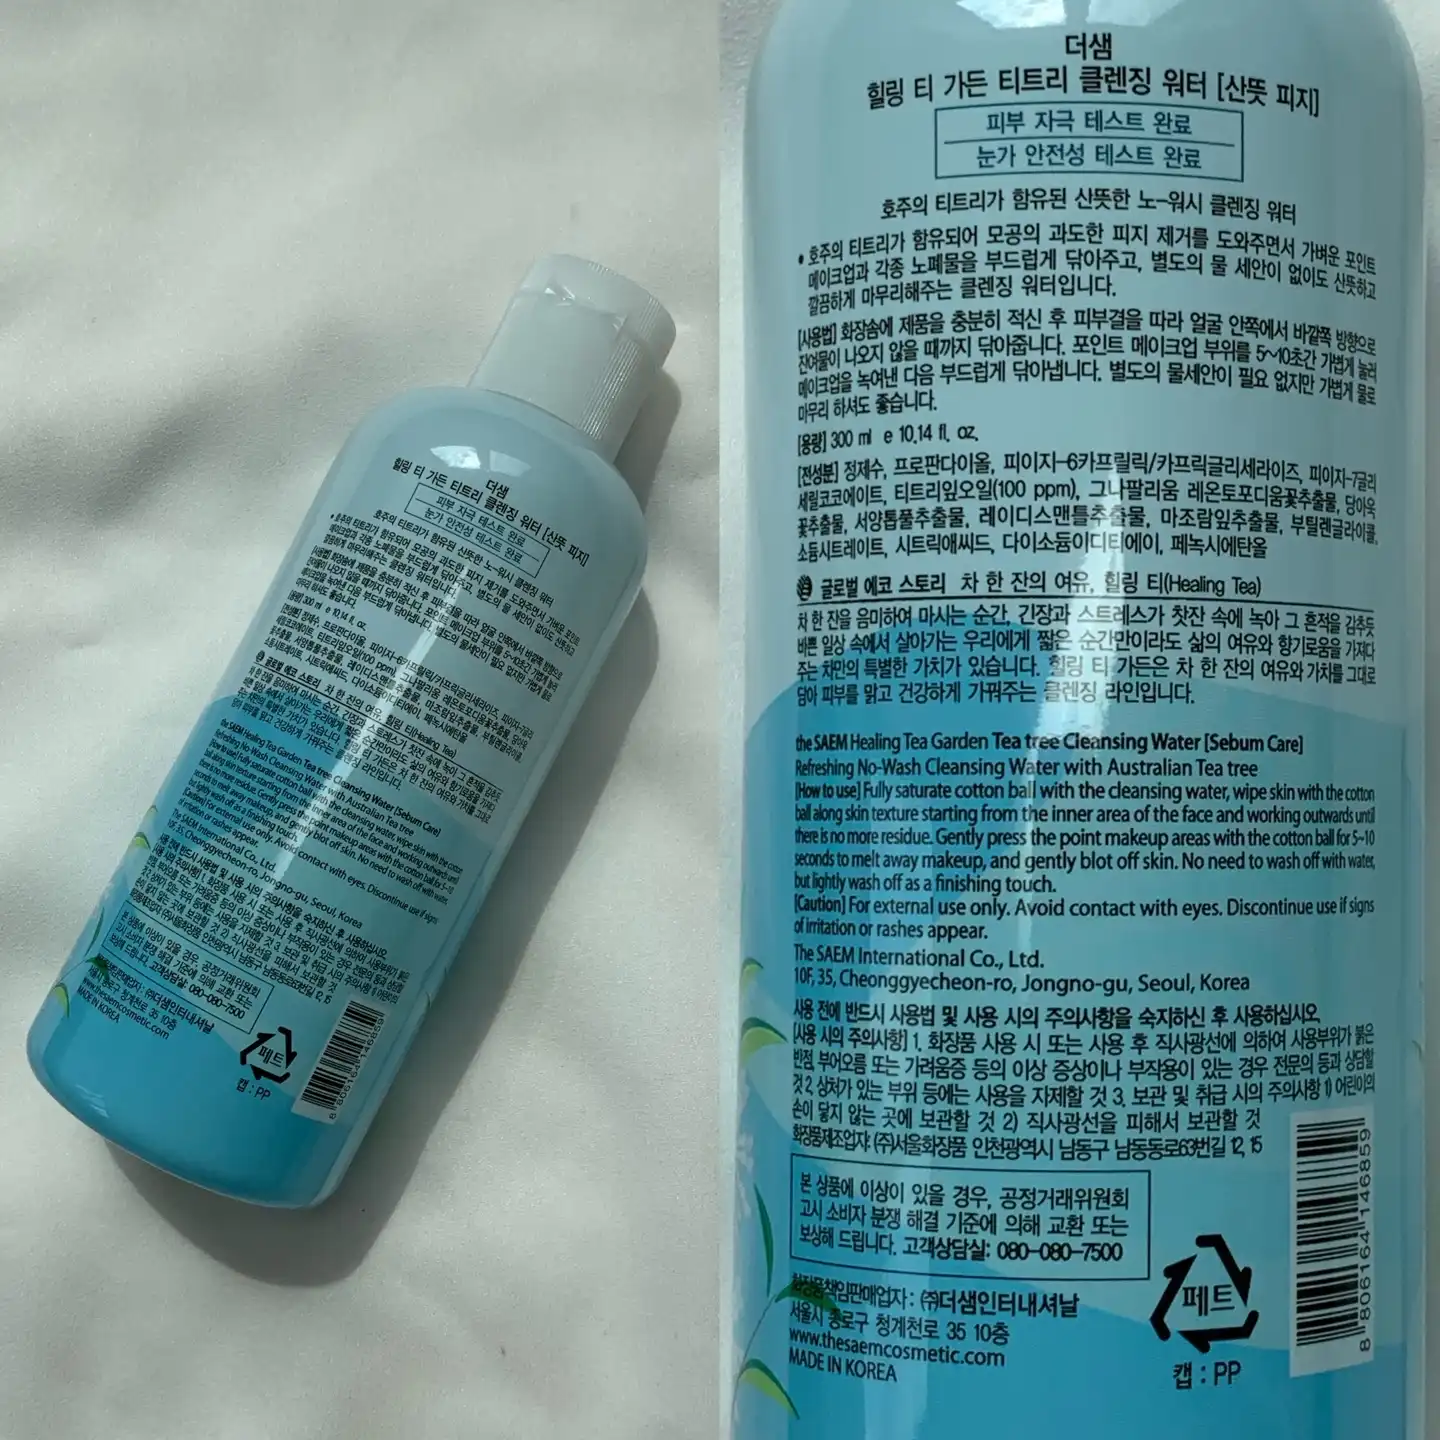 더샘
힐링 티 가든 티트리 클렌징 워터 [산뜻 피지]
피부 자극 테스트 완료
눈가 안전성 테스트 완료
호주의 티트리가 함유된 산뜻한 노-워시 클렌징 워터
• 호주의 티트리가 함유되어 모공의 과도한 피지 제거를 도와주면서 가벼운 포인트
메이크업과 각종 노폐물을 부드럽게 닦아주고, 별도의 물 세안이 없이도 산뜻하고
깔끔하게 마무리해주는 클렌징 워터입니다.
[사용법] 화장솜에 제품을 충분히 적신 후 피부결을 따라 얼굴 안쪽에서 바깥쪽 방향으로
잔여물이 나오지 않을 때까지 닦아줍니다. 포인트 메이크업 부위를 5~10초간 가볍게 눌러
메이크업을 녹여낸 다음 부드럽게 닦아냅니다. 별도의 물세안이 필요 없지만 가볍게 물로
마무리 하셔도 좋습니다.
[용량] 300 ml e 10.14 fl. oz.
[전성분] 정제수, 프로판다이올, 피이지-6카프릴릭/카프릭글리세라이즈, 피이지-7글리
세릴코코에이트, 티트리잎오일(100 ppm), 그나팔리움 레온토포디움꽃추출물, 당아욱
꽃추출물, 서양톱풀추출물, 레이디스맨틀추출물, 마조람잎추출물, 부틸렌글라이콜,
소듐시트레이트, 시트릭애씨드, 다이소듐이디티에이, 페녹시에탄올
글로벌 에코 스토리 차 한 잔의 여유, 힐링 티(Healing Tea)
차 한 잔을 음미하여 마시는 순간, 긴장과 스트레스가 찻잔 속에 녹아 그 흔적을 감추듯
바쁜 일상 속에서 살아가는 우리에게 짧은 순간만이라도 삶의 여유와 향기로움을 가져다
주는 차만의 특별한 가치가 있습니다. 힐링 티 가든은 차 한 잔의 여유와 가치를 그대로
담아 피부를 맑고 건강하게 가꿔주는 클렌징 라인입니다.
the SAEM Healing Tea Garden Tea tree Cleansing Water [Sebum Care]
Refreshing No-Wash Cleansing Water with Australian Tea tree
[How to use] Fully saturate cotton ball with the cleansing water, wipe skin with the cotton
ball along skin texture starting from the inner area of the face and working outwards until
there is no more residue. Gently press the point makeup areas with the cotton ball for 5~10
seconds to melt away makeup, and gently blot off skin. No need to wash off with water,
but lightly wash off as a finishing touch.
[Caution] For external use only. Avoid contact with eyes. Discontinue use if signs
of irritation or rashes appear.
The SAEM International Co., Ltd.
10F, 35, Cheonggyecheon-ro, Jongno-gu, Seoul, Korea
사용 전에 반드시 사용법 및 사용 시의 주의사항을 숙지하신 후 사용하십시오.
[사용 시의 주의사항] 1. 화장품 사용 시 또는 사용 후 직사광선에 의하여 사용부위가 붉은
반점, 부어오름 또는 가려움증 등의 이상 증상이나 부작용이 있는 경우 전문의 등과 상담할
것 2. 상처가 있는 부위 등에는 사용을 자제할 것 3. 보관 및 취급 시의 주의사항 1) 어린이의
손이 닿지 않는 곳에 보관할 것 2) 직사광선을 피해서 보관할 것
화장품제조업자: (주)서울화장품 인천광역시 남동구 남동동로63번길 12, 15
본 상품에 이상이 있을 경우, 공정거래위원회
고시 소비자 분쟁 해결 기준에 의해 교환 또는
보상해 드립니다. 고객상담실: 080-080-7500
화장품책임판매업자 : (주)더샘인터내셔날
서울시 종로구 청계천로 35 10층
www.thesaemcosmetic.com
MADE IN KOREA
페트
캡 : PP
8 806164 146859